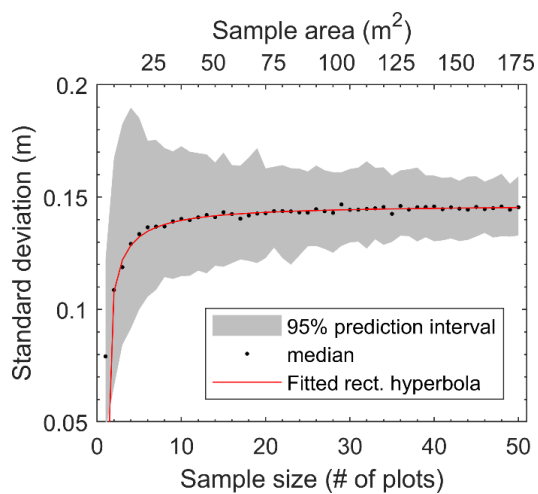 Sample area (m²)
25 50 75 100 125 150 175
0.2
0.15
0.1
0.05
Standard deviation (m)
95% prediction interval
median
Fitted rect. hyperbola
0 10 20 30 40 50
Sample size (# of plots)